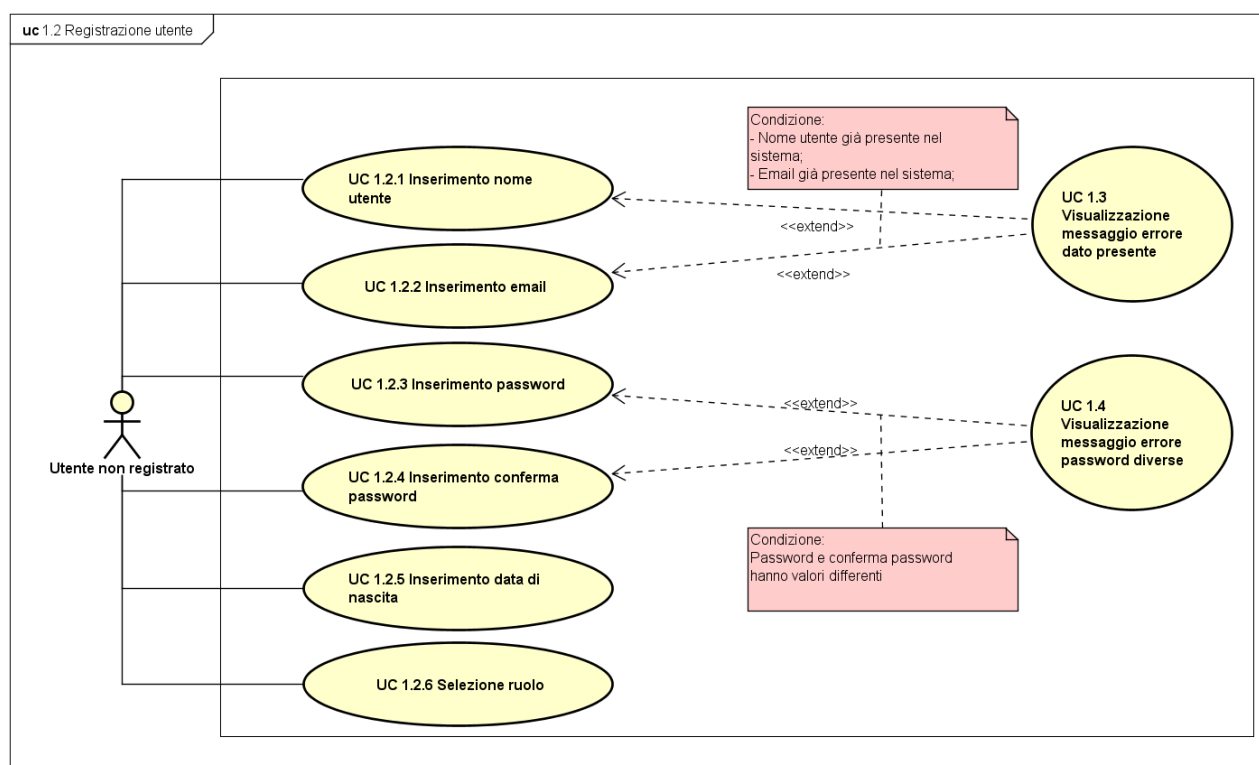 uc 1.2 Registrazione utente
Condizione:
- Nome utente già presente nel
sistema;
- Email già presente nel sistema;
UC 1.2.1 Inserimento nome
utente
UC 1.3
Visualizzazione
messaggio errore
dato presente
<<extend>>
<<extend>>
UC 1.2.2 Inserimento email
UC 1.2.3 Inserimento password
<<extend>>
UC 1.4
Visualizzazione
messaggio errore
password diverse
<<extend>>
Utente non registrato
UC 1.2.4 Inserimento conferma
password
Condizione:
Password e conferma password
hanno valori differenti
UC 1.2.5 Inserimento data di
nascita
UC 1.2.6 Selezione ruolo